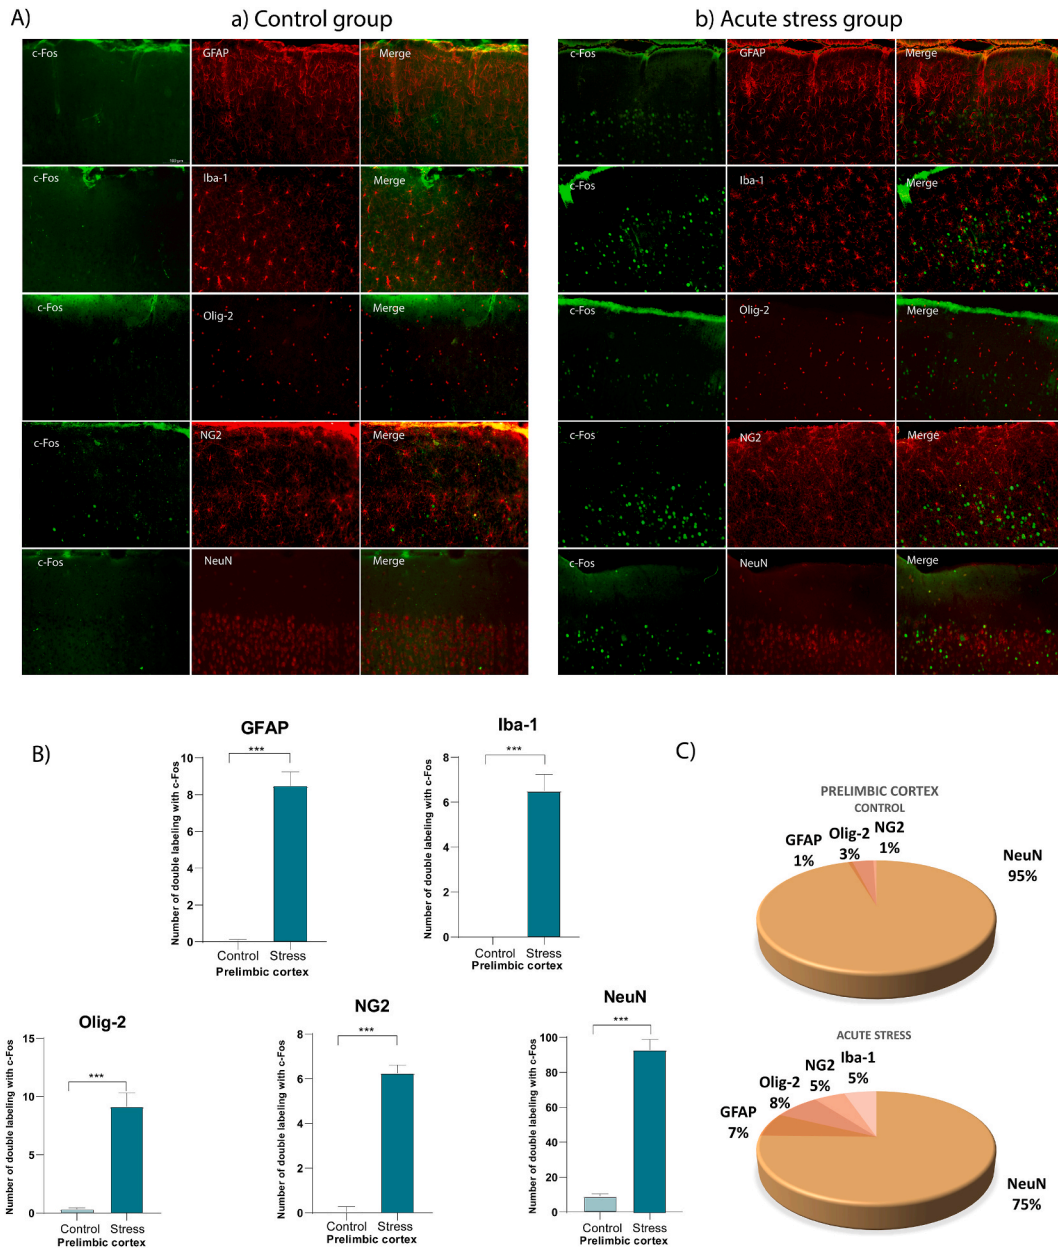 A)
a) Control group
b) Acute stress group
c-Fos GFAP Merge
100 µm
c-Fos GFAP Merge
c-Fos Iba-1 Merge
c-Fos Iba-1 Merge
c-Fos Olig-2 Merge
c-Fos Olig-2 Merge
c-Fos NG2 Merge
c-Fos NG2 Merge
c-Fos NeuN Merge
c-Fos NeuN Merge
B)
GFAP
Number of double labeling with c-Fos
10
8
6
4
2
0
***
Control Stress
Prelimbic cortex
Iba-1
Number of double labeling with c-Fos
8
6
4
2
0
***
Control Stress
Prelimbic cortex
Olig-2
Number of double labeling with c-Fos
15
10
5
0
***
Control Stress
Prelimbic cortex
NG2
Number of double labeling with c-Fos
8
6
4
2
0
***
Control Stress
Prelimbic cortex
NeuN
Number of double labeling with c-Fos
100
80
60
40
20
0
***
Control Stress
Prelimbic cortex
C)
PRELIMBIC CORTEX
CONTROL
GFAP
1%
Olig-2
3%
NG2
1%
NeuN
95%
ACUTE STRESS
GFAP
7%
Olig-2
8%
NG2
5%
Iba-1
5%
NeuN
75%